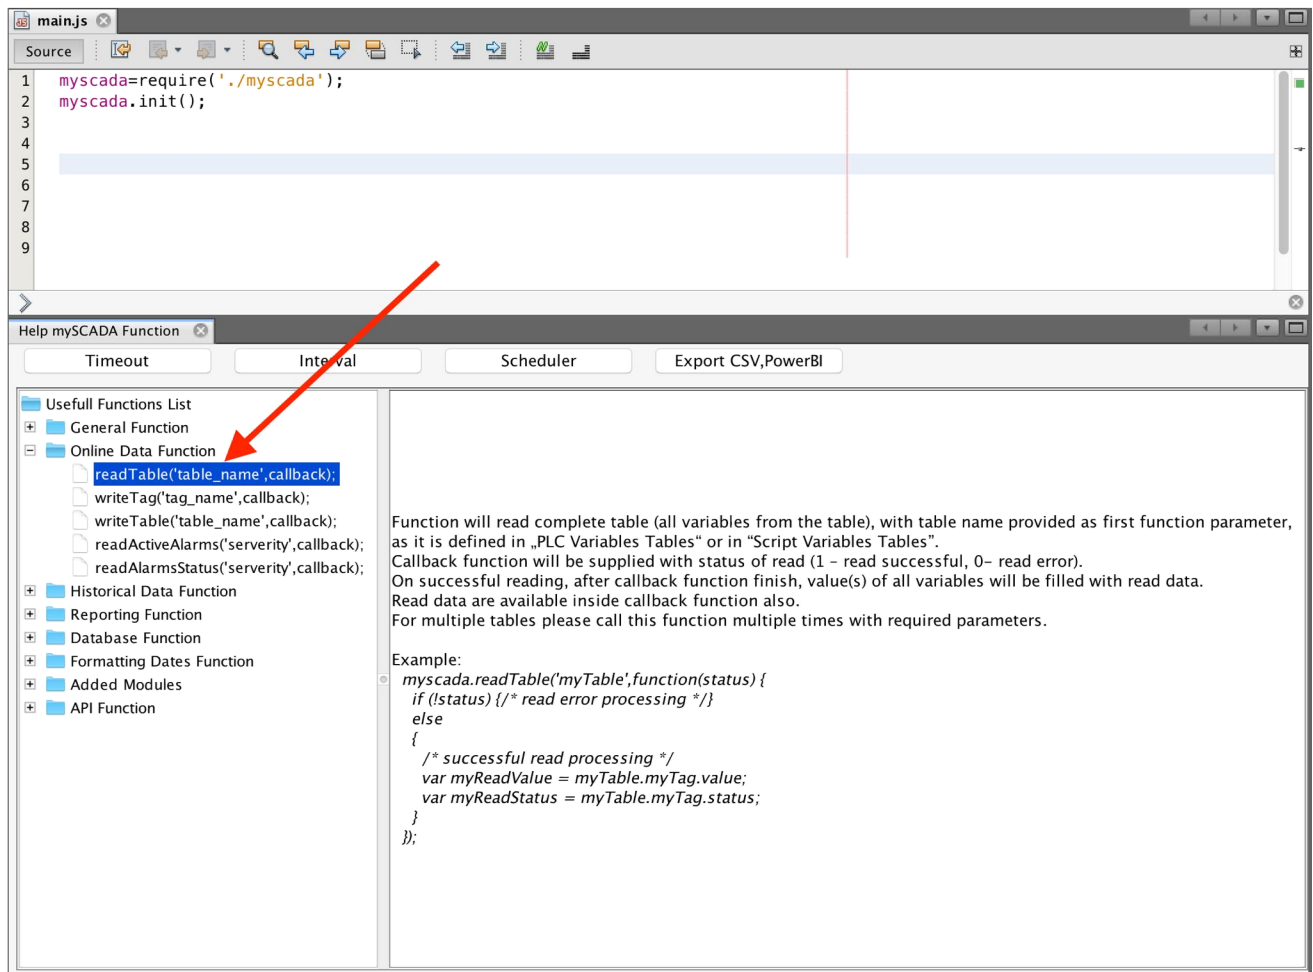 main.js
Source
1 myscada=require('./myscada');
2 myscada.init();
3
4
5
6
7
8
9
Help mySCADA Function
Timeout Interval Scheduler Export CSV,PowerBI
Usefull Functions List
General Function
Online Data Function
readTable('table_name',callback);
writeTag('tag_name',callback);
writeTable('table_name',callback);
readActiveAlarms('serverity',callback);
readAlarmsStatus('serverity',callback);
Historical Data Function
Reporting Function
Database Function
Formatting Dates Function
Added Modules
API Function
Function will read complete table (all variables from the table), with table name provided as first function parameter,
as it is defined in „PLC Variables Tables“ or in “Script Variables Tables”.
Callback function will be supplied with status of read (1 – read successful, 0– read error).
On successful reading, after callback function finish, value(s) of all variables will be filled with read data.
Read data are available inside callback function also.
For multiple tables please call this function multiple times with required parameters.
Example:
myscada.readTable('myTable',function(status) {
if (!status) {/* read error processing */}
else
{
/* successful read processing */
var myReadValue = myTable.myTag.value;
var myReadStatus = myTable.myTag.status;
}
});